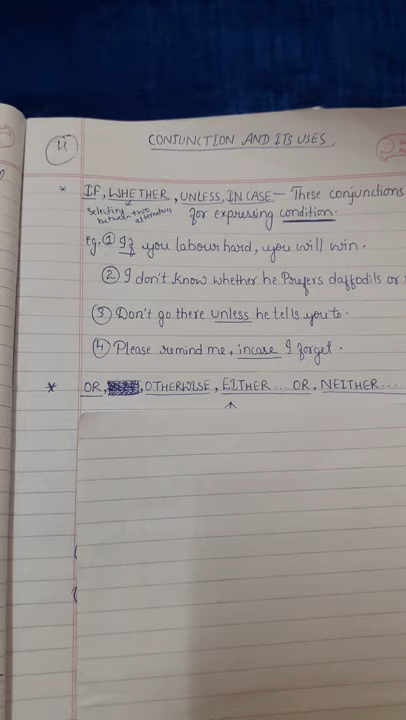 4
CONJUNCTION AND ITS USES
* IF, WHETHER, UNLESS, IN CASE - These conjunctions
Selecting between two alternatives
for expressing condition.
eg. ① If you labour hard, you will win.
② I don't know whether he Prefers daffodils or
③ Don't go there unless he tells you to.
④ Please remind me, incase I forget.
* OR, OTHERWISE, EITHER... OR, NEITHER....